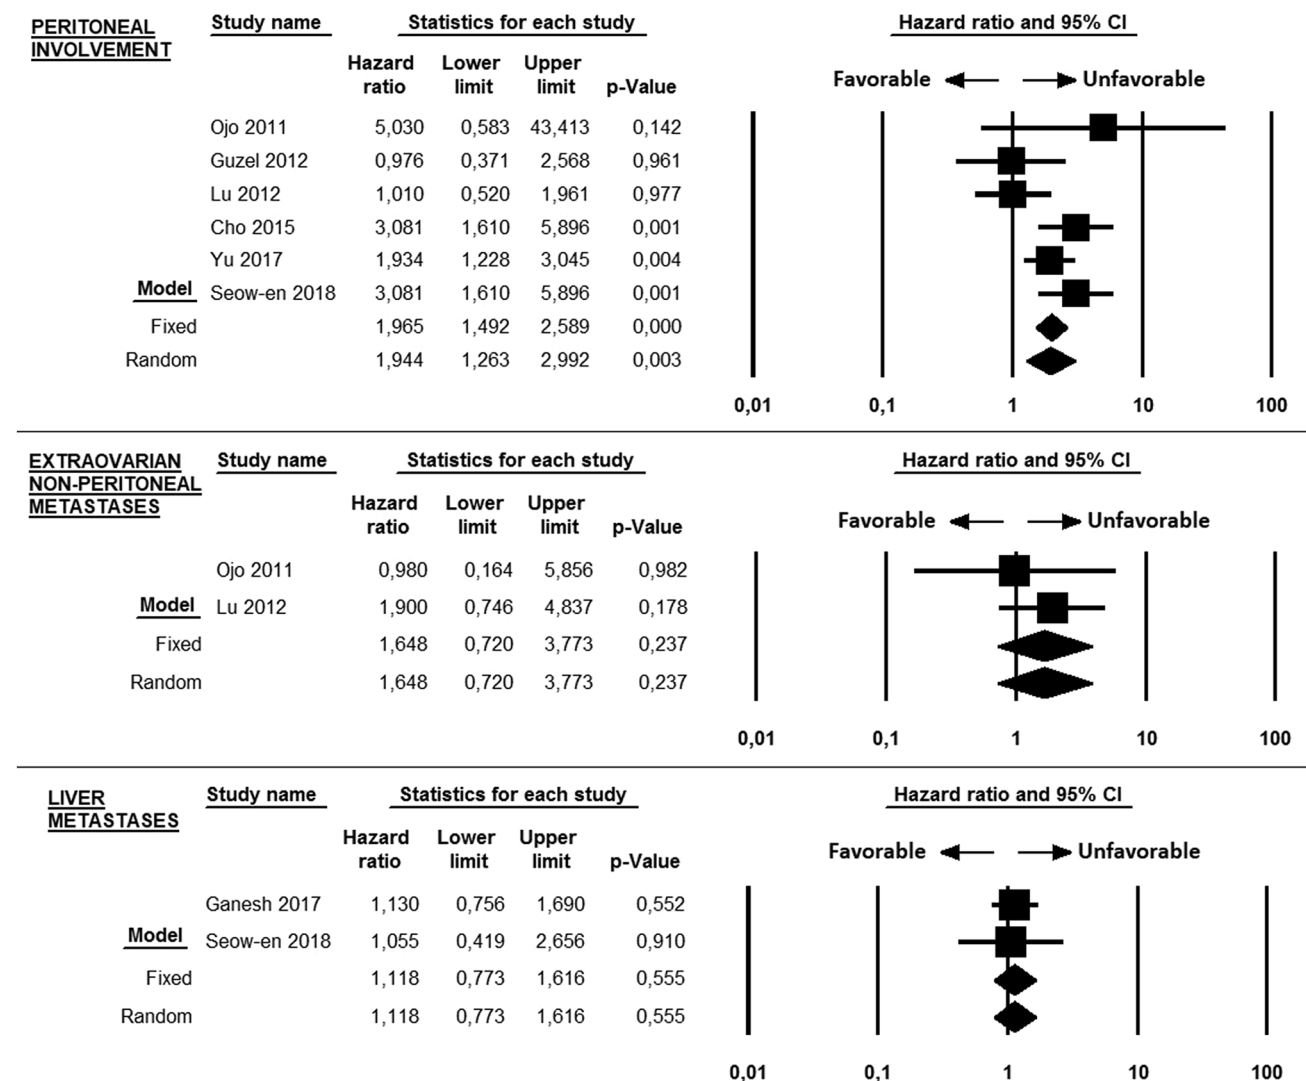 PERITONEAL INVOLVEMENT
Study name Statistics for each study Hazard ratio and 95% CI
Hazard ratio Lower limit Upper limit p-Value
Favorable Unfavorable
Ojo 2011 5,030 0,583 43,413 0,142
Guzel 2012 0,976 0,371 2,568 0,961
Lu 2012 1,010 0,520 1,961 0,977
Cho 2015 3,081 1,610 5,896 0,001
Yu 2017 1,934 1,228 3,045 0,004
Model Seow-en 2018 3,081 1,610 5,896 0,001
Fixed 1,965 1,492 2,589 0,000
Random 1,944 1,263 2,992 0,003
0,01 0,1 1 10 100
EXTRAOVARIAN NON-PERITONEAL METASTASES
Study name Statistics for each study Hazard ratio and 95% CI
Hazard ratio Lower limit Upper limit p-Value
Favorable Unfavorable
Ojo 2011 0,980 0,164 5,856 0,982
Model Lu 2012 1,900 0,746 4,837 0,178
Fixed 1,648 0,720 3,773 0,237
Random 1,648 0,720 3,773 0,237
0,01 0,1 1 10 100
LIVER METASTASES
Study name Statistics for each study Hazard ratio and 95% CI
Hazard ratio Lower limit Upper limit p-Value
Favorable Unfavorable
Ganesh 2017 1,130 0,756 1,690 0,552
Model Seow-en 2018 1,055 0,419 2,656 0,910
Fixed 1,118 0,773 1,616 0,555
Random 1,118 0,773 1,616 0,555
0,01 0,1 1 10 100